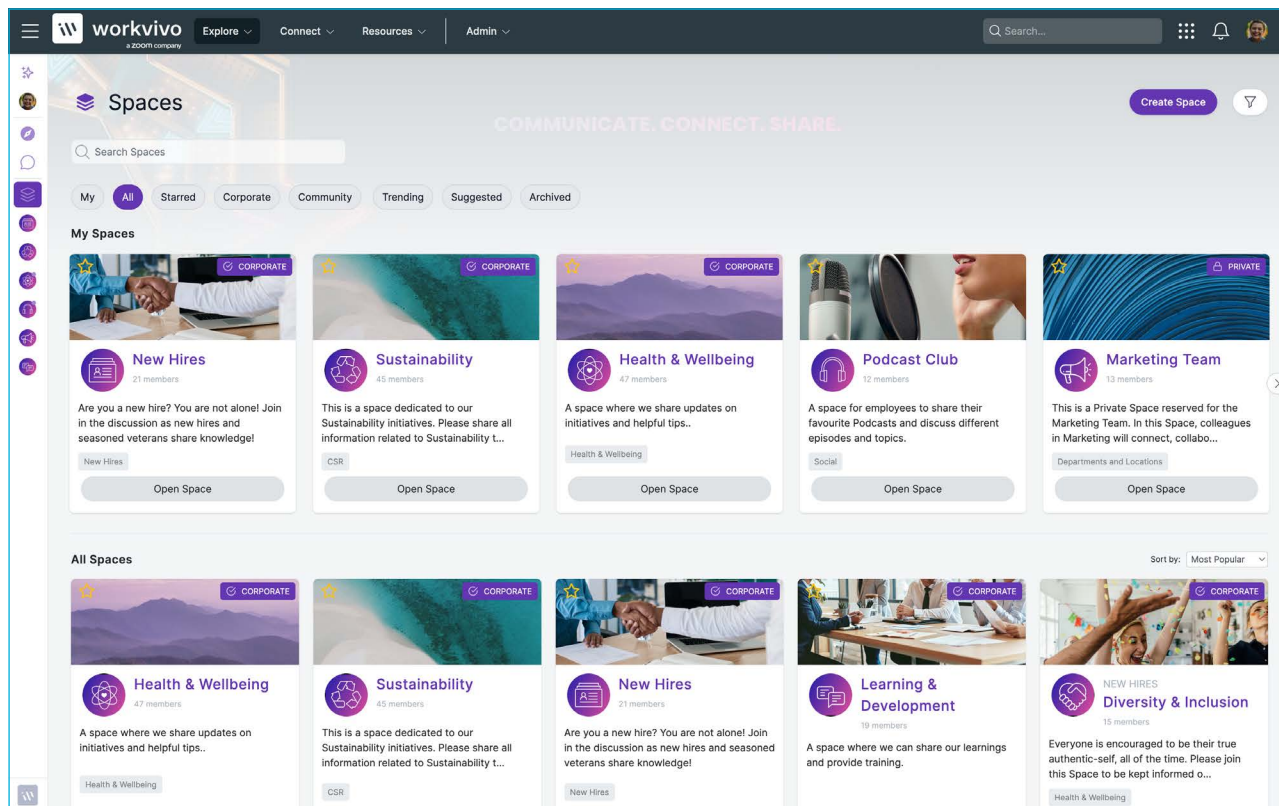 workvivo
a zoom company
Explore
Connect
Resources
Admin
Search...
Spaces
Create Space
COMMUNICATE. CONNECT. SHARE.
Search Spaces
My
All
Starred
Corporate
Community
Trending
Suggested
Archived
My Spaces
CORPORATE
New Hires
21 members
Are you a new hire? You are not alone! Join
in the discussion as new hires and
seasoned veterans share knowledge!
New Hires
Open Space
CORPORATE
Sustainability
45 members
This is a space dedicated to our
Sustainability initiatives. Please share all
information related to Sustainability t...
CSR
Open Space
CORPORATE
Health & Wellbeing
47 members
A space where we share updates on
initiatives and helpful tips..
Health & Wellbeing
Open Space
Podcast Club
12 members
A space for employees to share their
favourite Podcasts and discuss different
episodes and topics.
Social
Open Space
PRIVATE
Marketing Team
13 members
This is a Private Space reserved for the
Marketing Team. In this Space, colleagues
in Marketing will connect, collabo...
Departments and Locations
Open Space
All Spaces
Sort by:
Most Popular
CORPORATE
Health & Wellbeing
47 members
A space where we share updates on
initiatives and helpful tips..
Health & Wellbeing
CORPORATE
Sustainability
45 members
This is a space dedicated to our
Sustainability initiatives. Please share all
information related to Sustainability t...
CSR
CORPORATE
New Hires
21 members
Are you a new hire? You are not alone! Join
in the discussion as new hires and seasoned
veterans share knowledge!
New Hires
CORPORATE
Learning &
Development
19 members
A space where we can share our learnings
and provide training.
CORPORATE
NEW HIRES
Diversity & Inclusion
15 members
Everyone is encouraged to be their true
authentic-self, all of the time. Please join
this Space to be kept informed o...
Health & Wellbeing